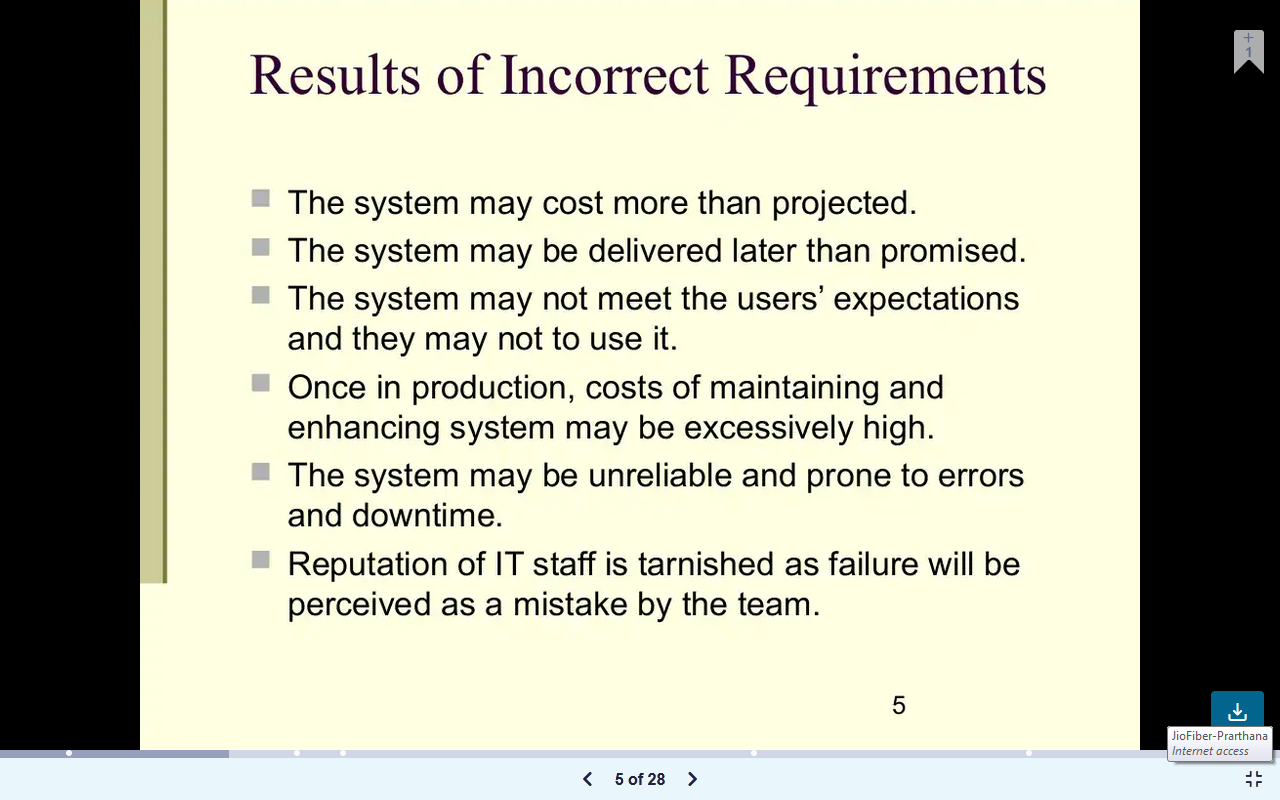 Results of Incorrect Requirements
The system may cost more than projected.
The system may be delivered later than promised.
The system may not meet the users’ expectations
and they may not to use it.
Once in production, costs of maintaining and
enhancing system may be excessively high.
The system may be unreliable and prone to errors
and downtime.
Reputation of IT staff is tarnished as failure will be
perceived as a mistake by the team.
5
+
1
JioFiber-Prarthana
Internet access
5 of 28